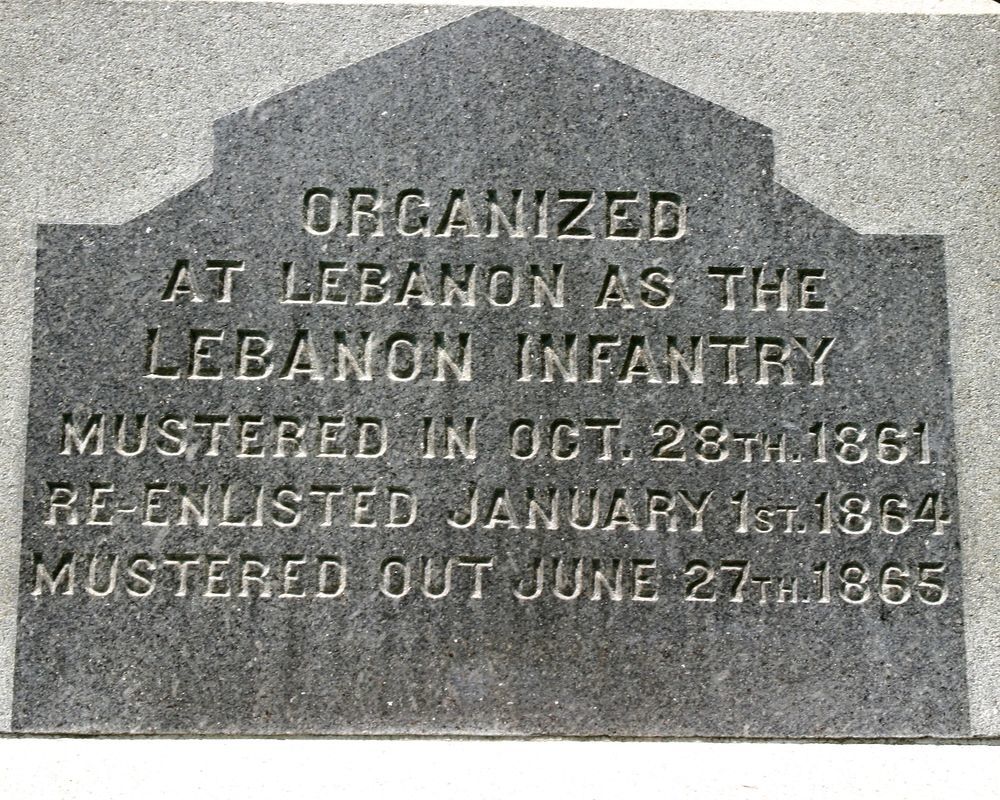 ORGANIZED
AT LEBANON AS THE
LEBANON INFANTRY
MUSTERED IN OCT. 28TH. 1861
RE-ENLISTED JANUARY 1ST. 1864
MUSTERED OUT JUNE 27TH. 1865